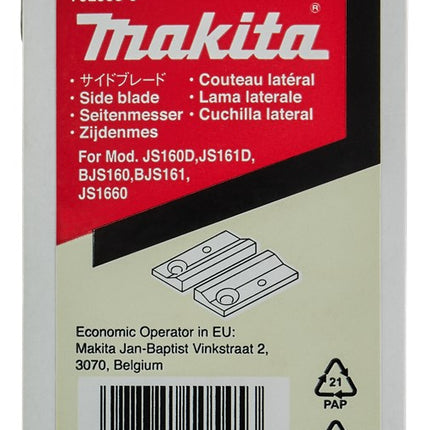 Makita®
・サイドブレード
・Side blade
・Seitenmesser
・Zijdenmes
・Couteau latéral
・Lama laterale
・Cuchilla lateral
For Mod. JS160D,JS161D,
BJS160,BJS161,
JS1660
Economic Operator in EU:
Makita Jan-Baptist Vinkstraat 2,
3070, Belgium
21
PAP